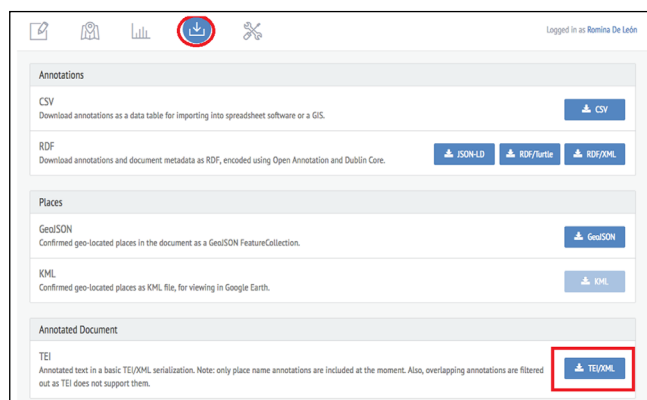 Logged in as Romina De León
Annotations
CSV
Download annotations as a data table for importing into spreadsheet software or a GIS.
CSV
RDF
Download annotations and document metadata as RDF, encoded using Open Annotation and Dublin Core.
JSON-LD RDF/Turtle RDF/XML
Places
GeoJSON
Confirmed geo-located places in the document as a GeoJSON FeatureCollection.
GeoJSON
KML
Confirmed geo-located places as KML file, for viewing in Google Earth.
KML
Annotated Document
TEI
Annotated text in a basic TEI/XML serialization. Note: only place name annotations are included at the moment. Also, overlapping annotations are filtered
out as TEI does not support them.
TEI/XML